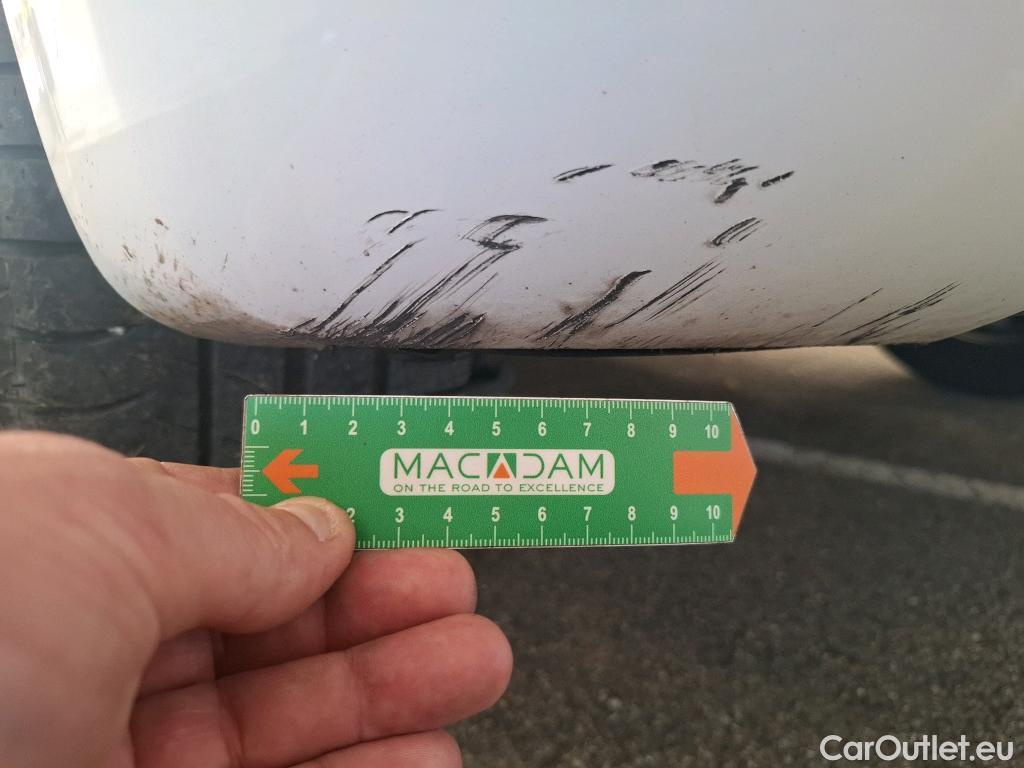 0 1 2 3 4 5 6 7 8 9 10
MACADAM
ON THE ROAD TO EXCELLENCE
2 3 4 5 6 7 8 9 10
CarOutlet.eu